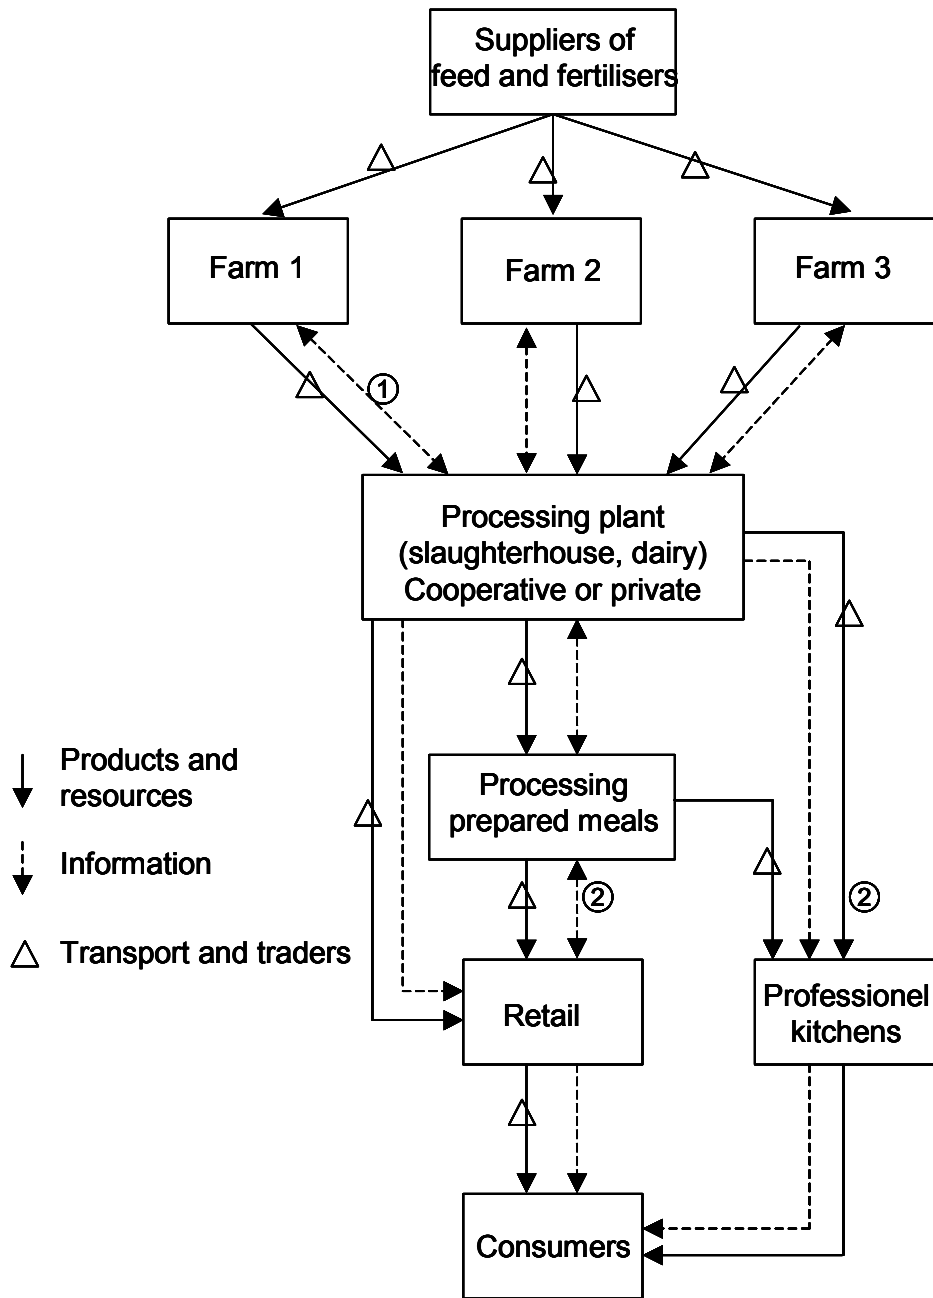 Suppliers of
feed and fertilisers
Farm 1
Farm 2
Farm 3
①
Processing plant
(slaughterhouse, dairy)
Cooperative or private
Products and
resources
Information
Transport and traders
Processing
prepared meals
②
②
Retail
Professionel
kitchens
Consumers